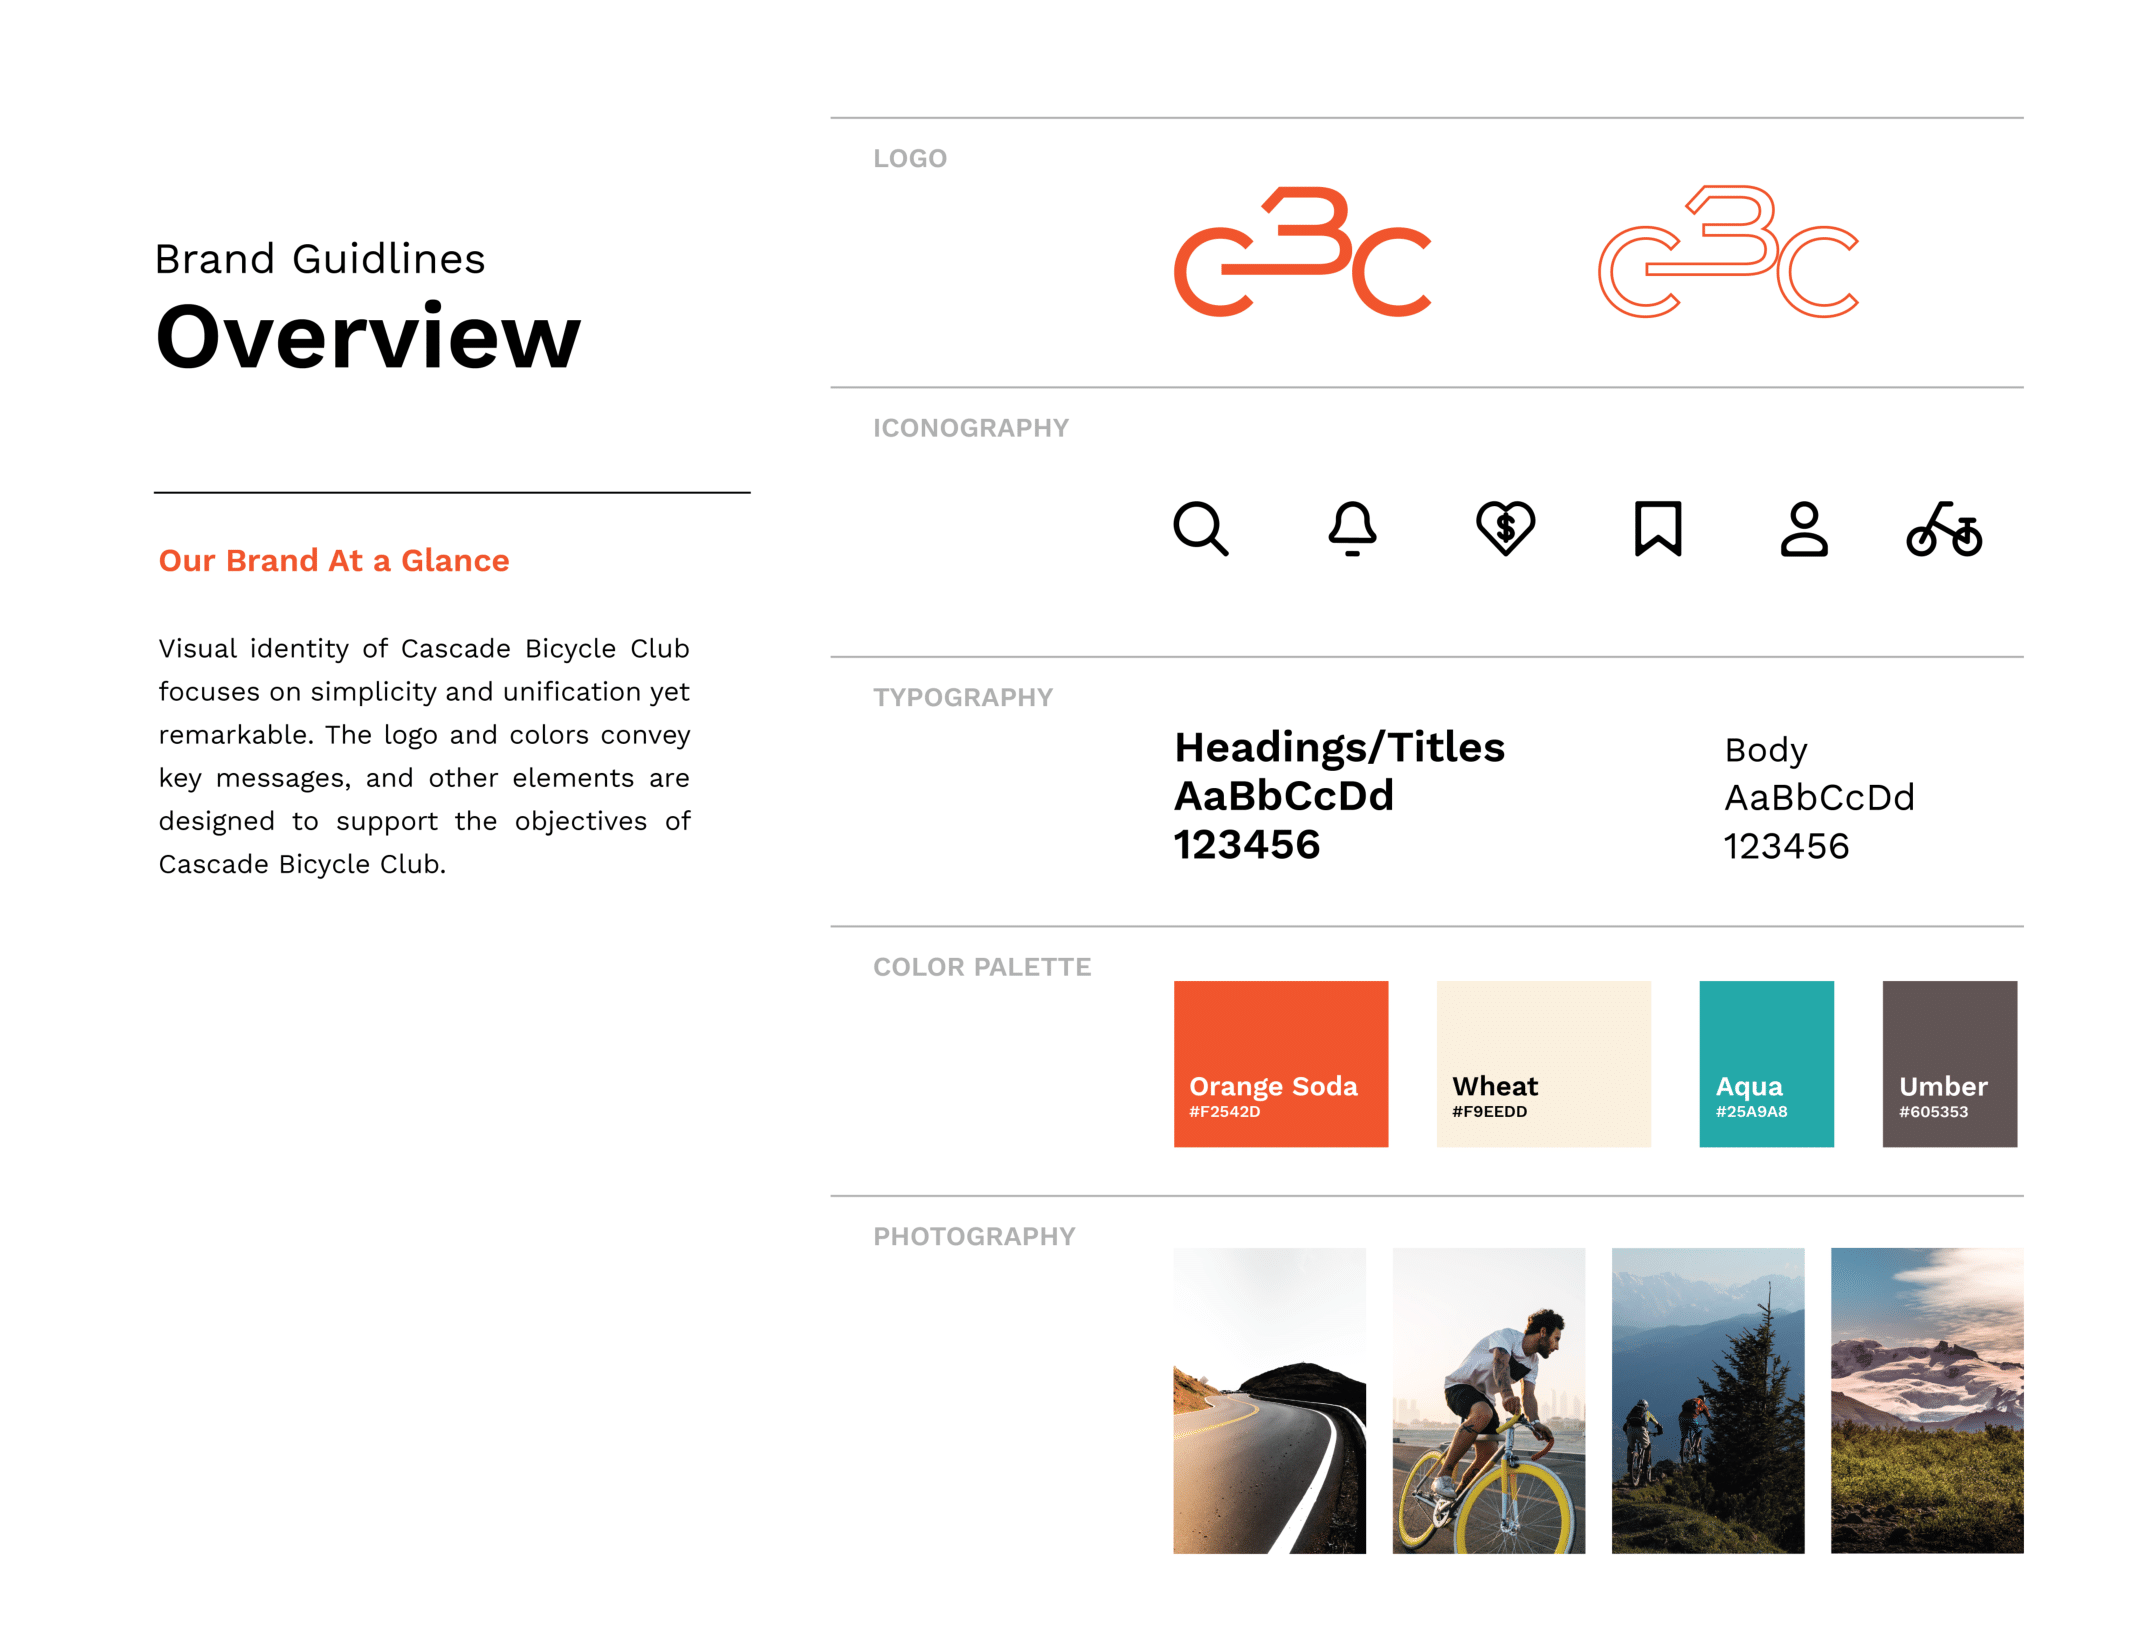 Brand Guidlines
Overview
Our Brand At a Glance
Visual identity of Cascade Bicycle Club
focuses on simplicity and unification yet
remarkable. The logo and colors convey
key messages, and other elements are
designed to support the objectives of
Cascade Bicycle Club.
LOGO
CBC CBC
ICONOGRAPHY
$
TYPOGRAPHY
Headings/Titles
AaBbCcDd
123456
Body
AaBbCcDd
123456
COLOR PALETTE
Orange Soda
#F2542D
Wheat
#F9EEDD
Aqua
#25A9A8
Umber
#605353
PHOTOGRAPHY